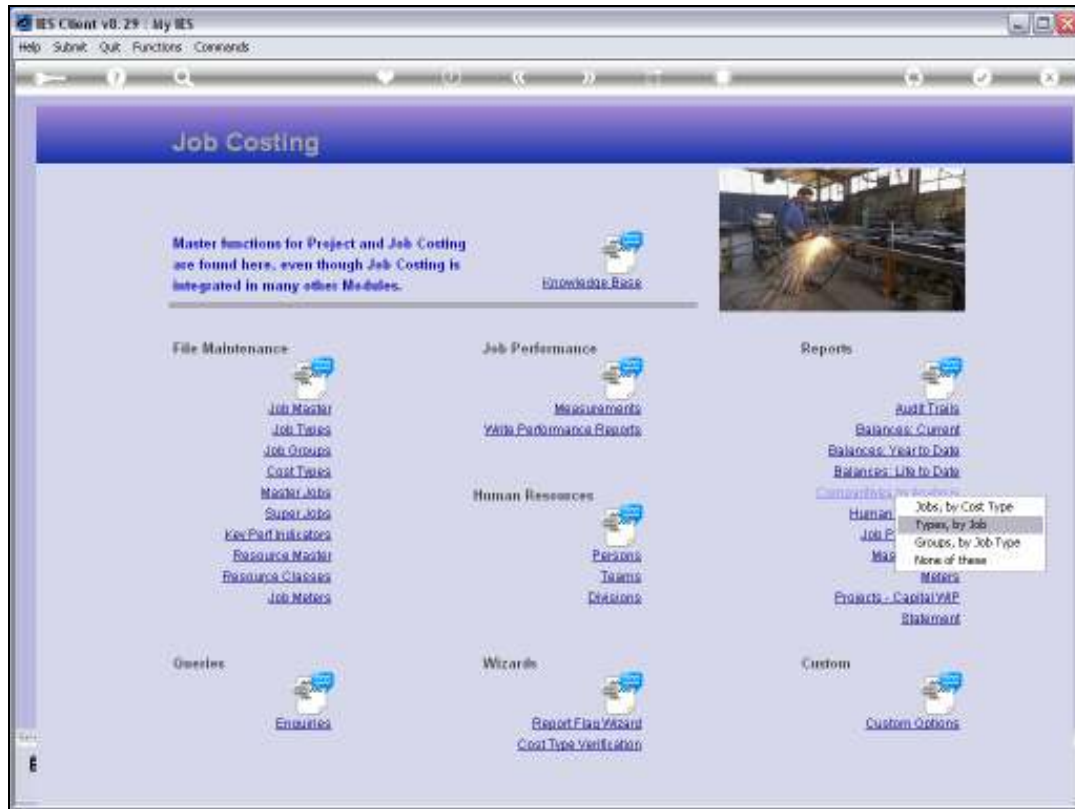 IES Client v8.29 : My IES
Help Submit Quit Functions Commands
Job Costing
Master functions for Project and Job Costing
are found here, even though Job Costing is
integrated in many other Modules.
Knowledge Base
File Maintenance
Job Master
Job Types
Job Groups
Cost Types
Master Jobs
Super Jobs
Key Perf Indicators
Resource Master
Resource Classes
Job Meters
Job Performance
Measurements
Write Performance Reports
Human Resources
Persons
Teams
Divisions
Reports
Audit Trails
Balances: Current
Balances: Year to Date
Balances: Life to Date
Human
Job P
Mas
Meters
Projects - Capital WIP
Statement
Jobs, by Cost Type
Types, by Job
Groups, by Job Type
None of these
Queries
Enquiries
Wizards
Report Flag Wizard
Cost Type Verification
Custom
Custom Options